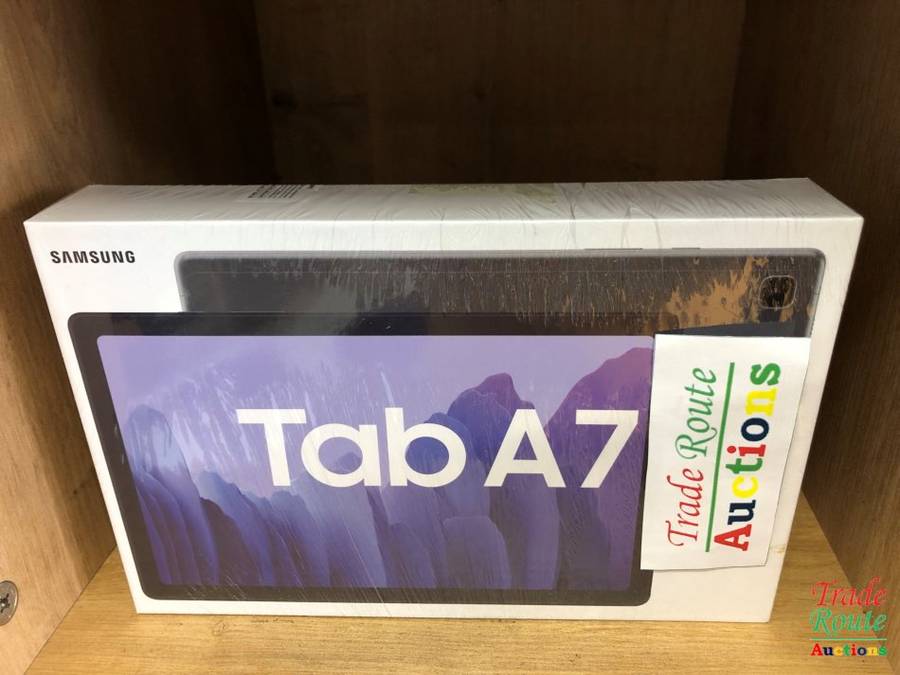 SAMSUNG
Tab A7
Trade Route
Auctions
Trade
Route
Auctions